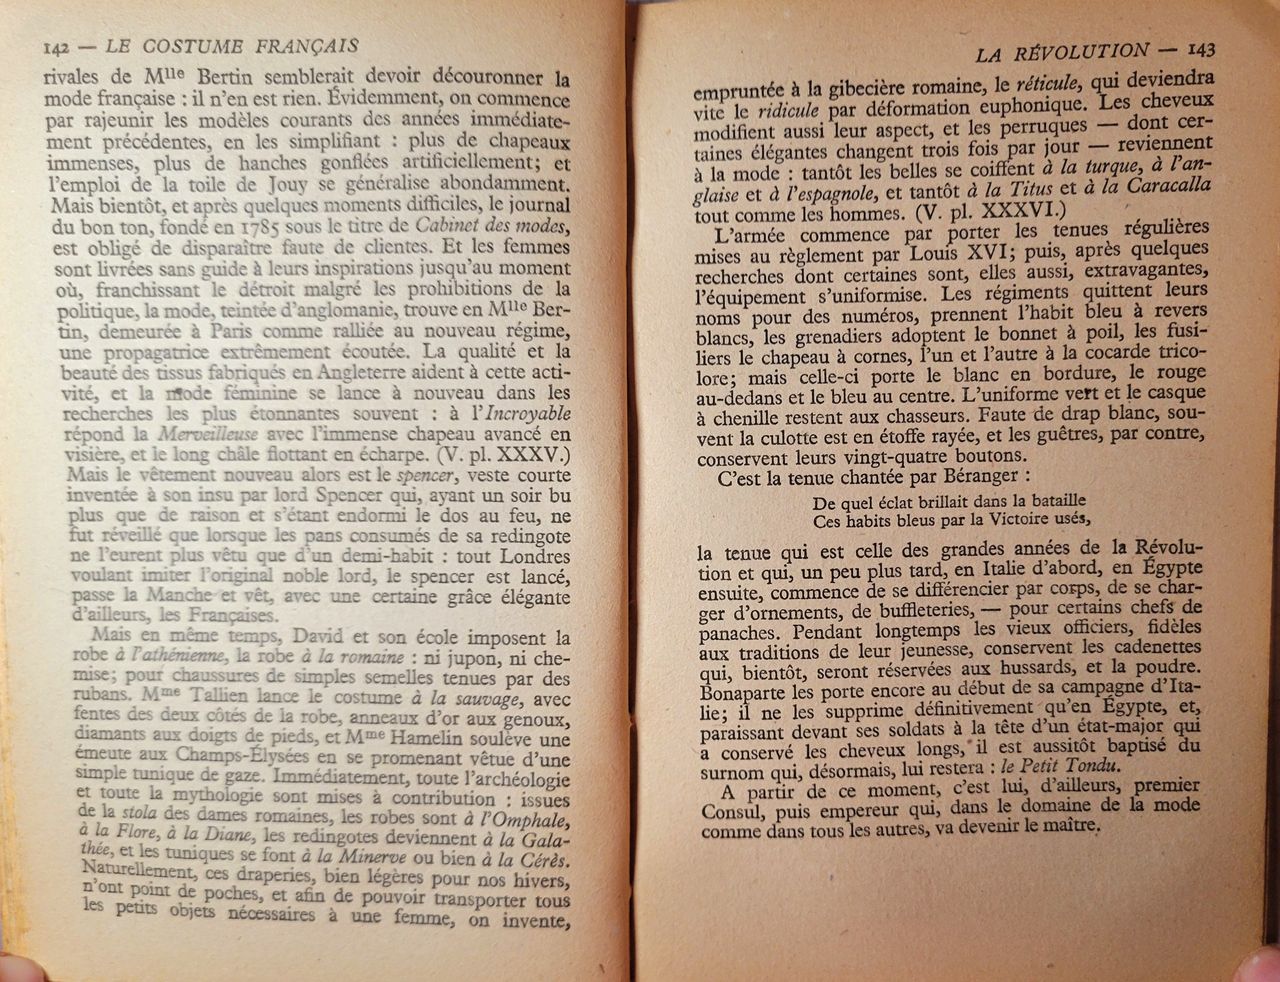 142 — LE COSTUME FRANÇAIS
rivales de Mlle Bertin semblerait devoir découronner la
mode française : il n'en est rien. Évidemment, on commence
par rajeunir les modèles courants des années immédiate-
ment précédentes, en les simplifiant : plus de chapeaux
immenses, plus de hanches gonflées artificiellement; et
l'emploi de la toile de Jouy se généralise abondamment.
Mais bientôt, et après quelques moments difficiles, le journal
du bon ton, fondé en 1785 sous le titre de Cabinet des modes,
est obligé de disparaître faute de clientes. Et les femmes
sont livrées sans guide à leurs inspirations jusqu'au moment
où, franchissant le détroit malgré les prohibitions de la
politique, la mode, teintée d'anglomanie, trouve en Mlle Ber-
tin, demeurée à Paris comme ralliée au nouveau régime,
une propagatrice extrêmement écoutée. La qualité et la
beauté des tissus fabriqués en Angleterre aident à cette acti-
vité, et la mode féminine se lance à nouveau dans les
recherches les plus étonnantes souvent : à l'Incroyable
répond la Merveilleuse avec l'immense chapeau avancé en
visière, et le long châle flottant en écharpe. (V. pl. XXXV.)
Mais le vêtement nouveau alors est le spencer, veste courte
inventée à son insu par lord Spencer qui, ayant un soir bu
plus que de raison et s'étant endormi le dos au feu, ne
fut réveillé que lorsque les pans consumés de sa redingote
ne l'eurent plus vêtu que d'un demi-habit : tout Londres
voulant imiter l'original noble lord, le spencer est lancé,
passe la Manche et vêt, avec une certaine grâce élégante
d'ailleurs, les Françaises.
Mais en même temps, David et son école imposent la
robe à l'athénienne, la robe à la romaine : ni jupon, ni che-
mise; pour chaussures de simples semelles tenues par des
rubans. Mme Tallien lance le costume à la sauvage, avec
fentes des deux côtés de la robe, anneaux d'or aux genoux,
diamants aux doigts de pieds, et Mme Hamelin soulève une
émeute aux Champs-Élysées en se promenant vêtue d'une
simple tunique de gaze. Immédiatement, toute l'archéologie
et toute la mythologie sont mises à contribution : issues
de la stola des dames romaines, les robes sont à l'Omphale,
à la Flore, à la Diane, les redingotes deviennent à la Gala-
thée, et les tuniques se font à la Minerve ou bien à la Cérès.
Naturellement, ces draperies, bien légères pour nos hivers,
n'ont point de poches, et afin de pouvoir transporter tous
les petits objets nécessaires à une femme, on invente,
LA RÉVOLUTION — 143
empruntée à la gibecière romaine, le réticule, qui deviendra
vite le ridicule par déformation euphonique. Les cheveux
modifient aussi leur aspect, et les perruques — dont cer-
taines élégantes changent trois fois par jour — reviennent
à la mode : tantôt les belles se coiffent à la turque, à l'an-
glaise et à l'espagnole, et tantôt à la Titus et à la Caracalla
tout comme les hommes. (V. pl. XXXVI.)
L'armée commence par porter les tenues régulières
mises au règlement par Louis XVI; puis, après quelques
recherches dont certaines sont, elles aussi, extravagantes,
l'équipement s'uniformise. Les régiments quittent leurs
noms pour des numéros, prennent l'habit bleu à revers
blancs, les grenadiers adoptent le bonnet à poil, les fusi-
liers le chapeau à cornes, l'un et l'autre à la cocarde trico-
lore; mais celle-ci porte le blanc en bordure, le rouge
au-dedans et le bleu au centre. L'uniforme vert et le casque
à chenille restent aux chasseurs. Faute de drap blanc, sou-
vent la culotte est en étoffe rayée, et les guêtres, par contre,
conservent leurs vingt-quatre boutons.
C'est la tenue chantée par Béranger :
De quel éclat brillait dans la bataille
Ces habits bleus par la Victoire usés,
la tenue qui est celle des grandes années de la Révolu-
tion et qui, un peu plus tard, en Italie d'abord, en Égypte
ensuite, commence de se différencier par corps, de se char-
ger d'ornements, de buffleteries, — pour certains chefs de
panaches. Pendant longtemps les vieux officiers, fidèles
aux traditions de leur jeunesse, conservent les cadenettes
qui, bientôt, seront réservées aux hussards, et la poudre.
Bonaparte les porte encore au début de sa campagne d'Ita-
lie; il ne les supprime définitivement qu'en Égypte, et,
paraissant devant ses soldats à la tête d'un état-major qui
a conservé les cheveux longs, il est aussitôt baptisé du
surnom qui, désormais, lui restera : le Petit Tondu.
A partir de ce moment, c'est lui, d'ailleurs, premier
Consul, puis empereur qui, dans le domaine de la mode
comme dans tous les autres, va devenir le maître.